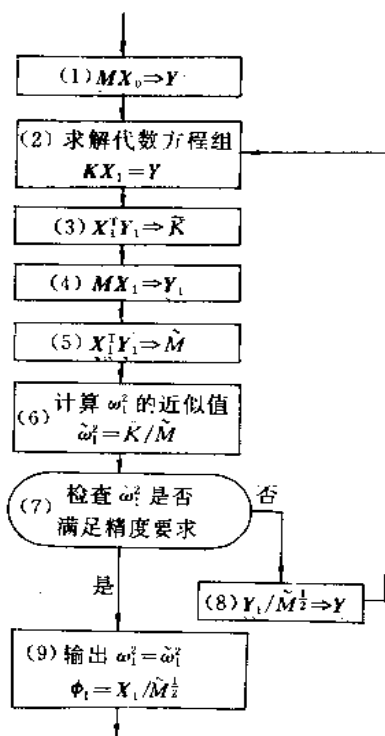 (1) MX₀⇒Y
(2) 求解代数方程组
KX₁=Y
(3) X₁ᵀY₁⇒K̃
(4) MX₁⇒Y₁
(5) X₁ᵀY₁⇒M̃
(6) 计算 ω₁² 的近似值
ω̃₁²=K̃/M̃
(7) 检查 ω̃₁² 是否
满足精度要求
否
是
(8) Y₁/M̃^½⇒Y
(9) 输出 ω₁²=ω̃₁²
ϕ₁=X₁/M̃^½